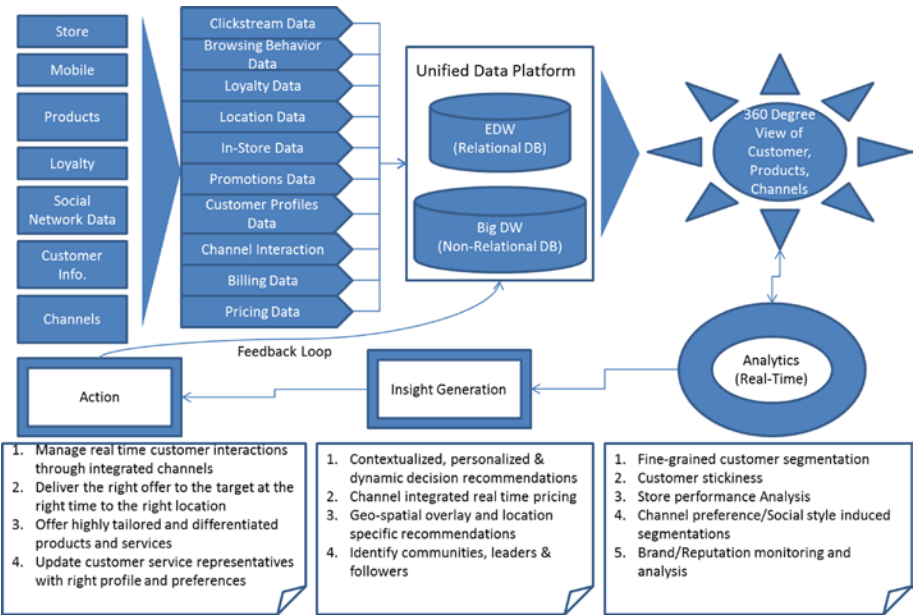 Store
Mobile
Products
Loyalty
Social
Network Data
Customer
Info.
Channels
Clickstream Data
Browsing Behavior
Data
Loyalty Data
Location Data
In-Store Data
Promotions Data
Customer Profiles
Data
Channel Interaction
Billing Data
Pricing Data
Unified Data Platform
EDW
(Relational DB)
Big DW
(Non-Relational DB)
360 Degree
View of
Customer,
Products,
Channels
Feedback Loop
Action
Insight Generation
Analytics
(Real-Time)
1. Manage real time customer interactions
through integrated channels
2. Deliver the right offer to the target at the
right time to the right location
3. Offer highly tailored and differentiated
products and services
4. Update customer service representatives
with right profile and preferences
1. Contextualized, personalized &
dynamic decision recommendations
2. Channel integrated real time pricing
3. Geo-spatial overlay and location
specific recommendations
4. Identify communities, leaders &
followers
1. Fine-grained customer segmentation
2. Customer stickiness
3. Store performance Analysis
4. Channel preference/Social style induced
segmentations
5. Brand/Reputation monitoring and
analysis